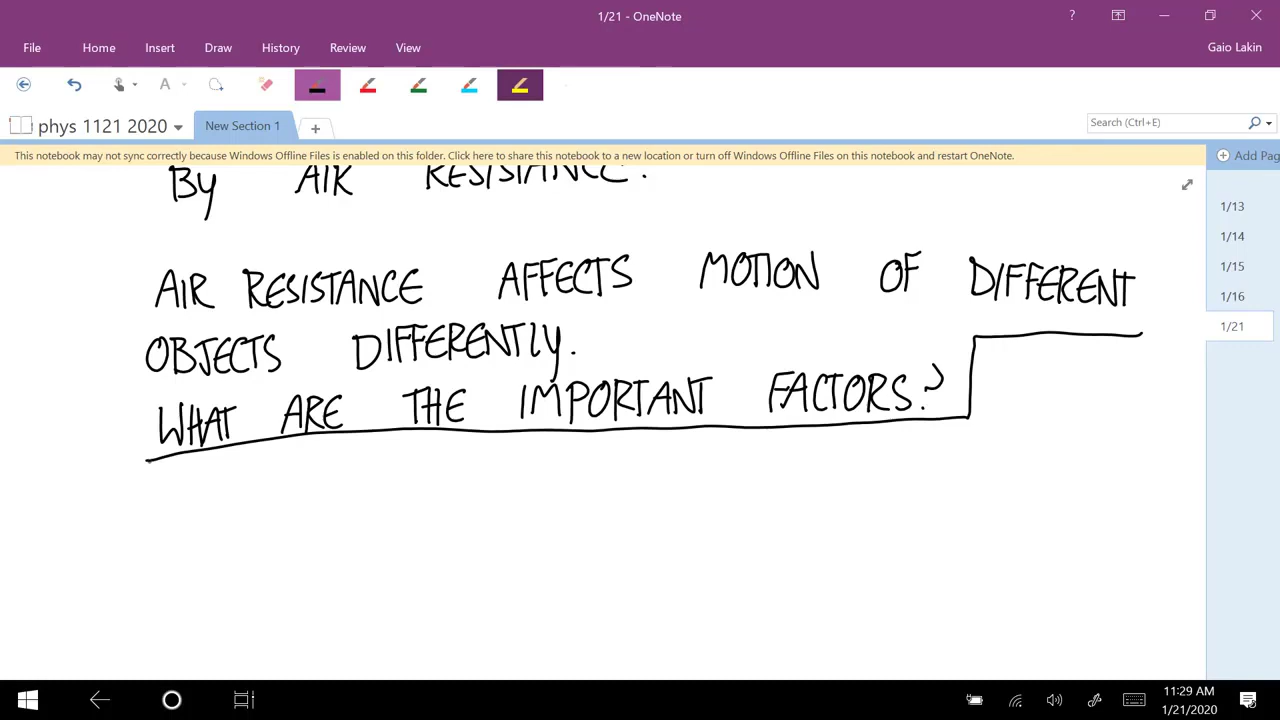 1/21 - OneNote
?
File Home Insert Draw History Review View Gaio Lakin
A
phys 1121 2020 New Section 1 + Search (Ctrl+E)
This notebook may not sync correctly because Windows Offline Files is enabled on this folder. Click here to share this notebook to a new location or turn off Windows Offline Files on this notebook and restart OneNote.
Add Pag
By AIR RESISTANCE?
1/13
1/14
1/15
1/16
1/21
AIR RESISTANCE AFFECTS MOTION OF DIFFERENT
OBJECTS DIFFERENTLY.
WHAT ARE THE IMPORTANT FACTORS?
11:29 AM
1/21/2020